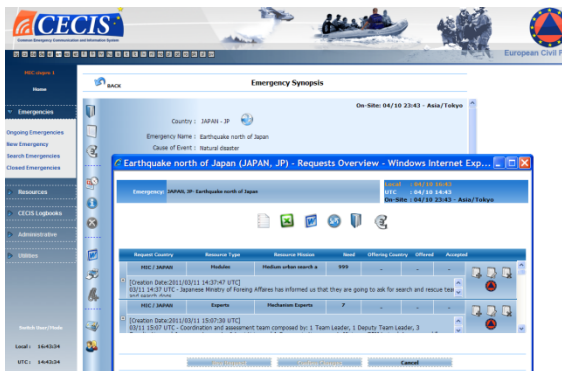 CECIS
Common Emergency Communication and Information System
European Civil P
MIC dispro 1
Home
Emergencies
Ongoing Emergencies
New Emergency
Search Emergencies
Closed Emergencies
Resources
CECIS Logbooks
Administrative
Utilities
Switch User/Mode
Local : 16:43:34
UTC : 14:43:34
BACK
Emergency Synopsis
On-Site: 04/10 23:43 - Asia/Tokyo
Country : JAPAN - JP
Emergency Name : Earthquake north of Japan
Cause of Event : Natural disaster
Earthquake north of Japan (JAPAN, JP) - Requests Overview - Windows Internet Exp...
Emergency: JAPAN, JP- Earthquake north of Japan
Local : 04/10 16:43
UTC : 04/10 14:43
On-Site : 04/10 23:43 - Asia/Tokyo
Request Country Resource Type Resource Mission Need Offering Country Offered Accepted
MIC / JAPAN Modules Medium urban search a 999 - - -
[Creation Date:2011/03/11 14:37:47 UTC]
03/11 14:37 UTC - Japanese Ministry of Foreing Affaires has informed us that they are going to ask for search and rescue tea
and search dogs
MIC / JAPAN Experts Mechanism Experts 7 - - -
[Creation Date:2011/03/11 15:07:30 UTC]
03/11 15:07 UTC - Coordination and assessment team composed by: 1 Team Leader, 1 Deputy Team Leader, 3
Cancel